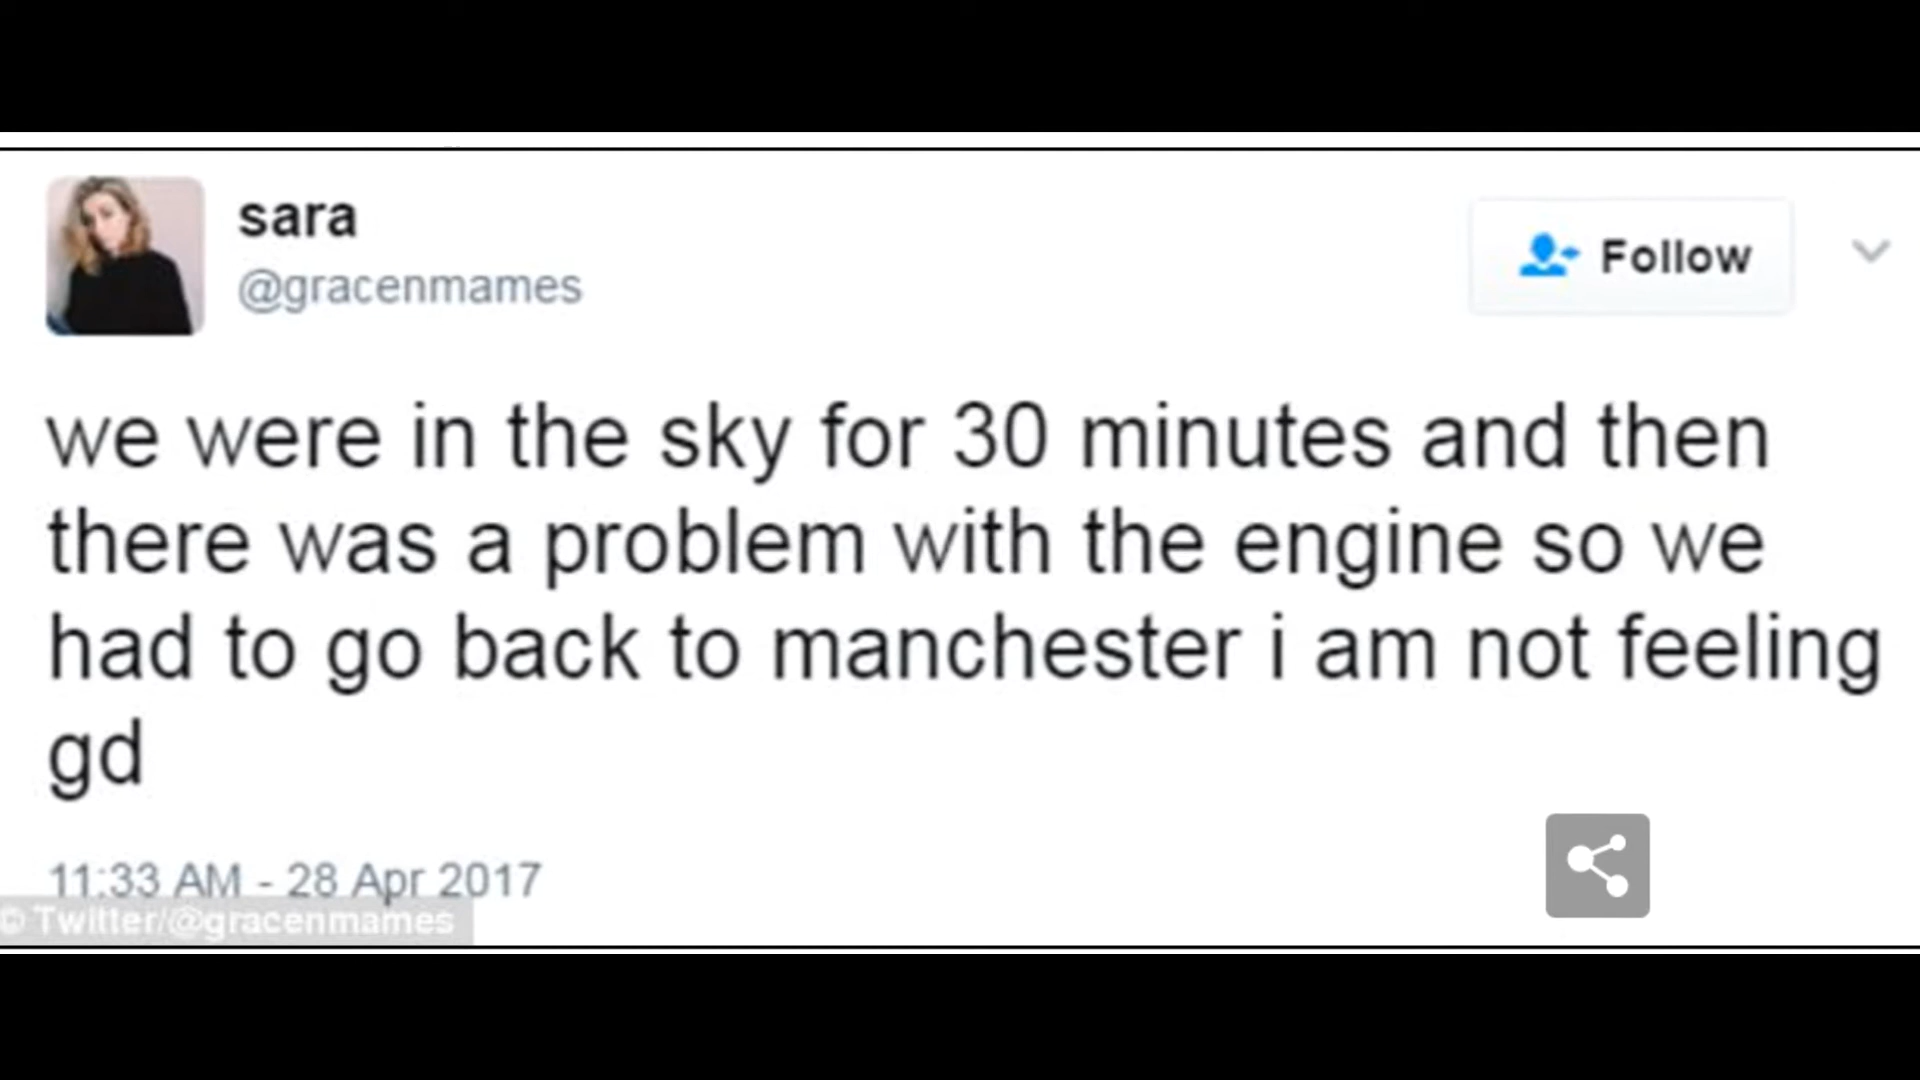 sara
@gracenmames
Follow
we were in the sky for 30 minutes and then
there was a problem with the engine so we
had to go back to manchester i am not feeling
gd
11:33 AM - 28 Apr 2017
© Twitter/@gracenmames